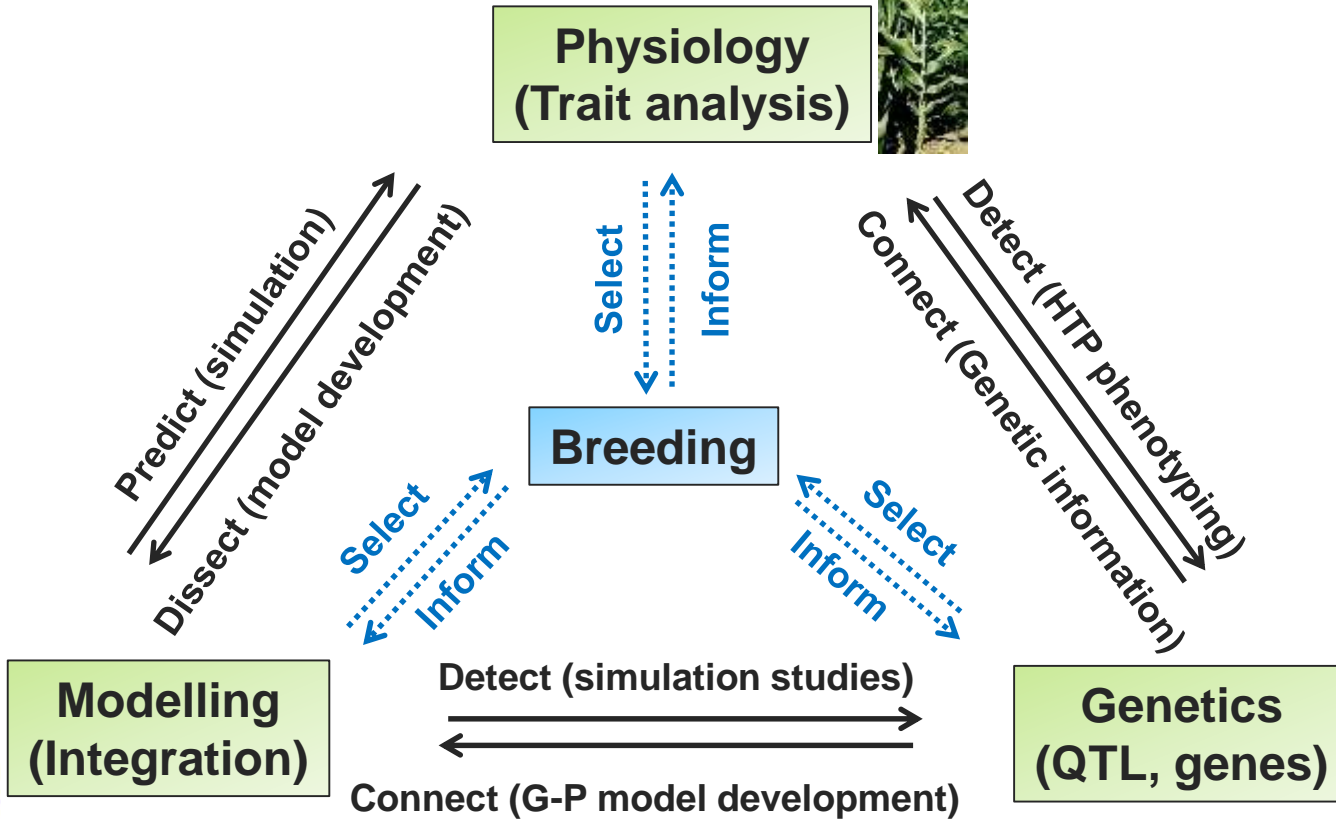 Physiology
(Trait analysis)
Predict (simulation)
Dissect (model development)
Select
Inform
Detect (HTP phenotyping)
Connect (Genetic information)
Breeding
Select
Inform
Select
Inform
Modelling
(Integration)
Detect (simulation studies)
Connect (G-P model development)
Genetics
(QTL, genes)